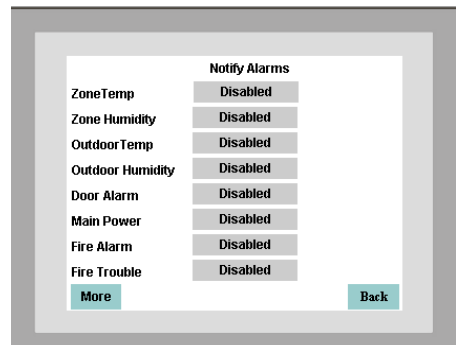 Notify Alarms
ZoneTemp Disabled
Zone Humidity Disabled
OutdoorTemp Disabled
Outdoor Humidity Disabled
Door Alarm Disabled
Main Power Disabled
Fire Alarm Disabled
Fire Trouble Disabled
More Back